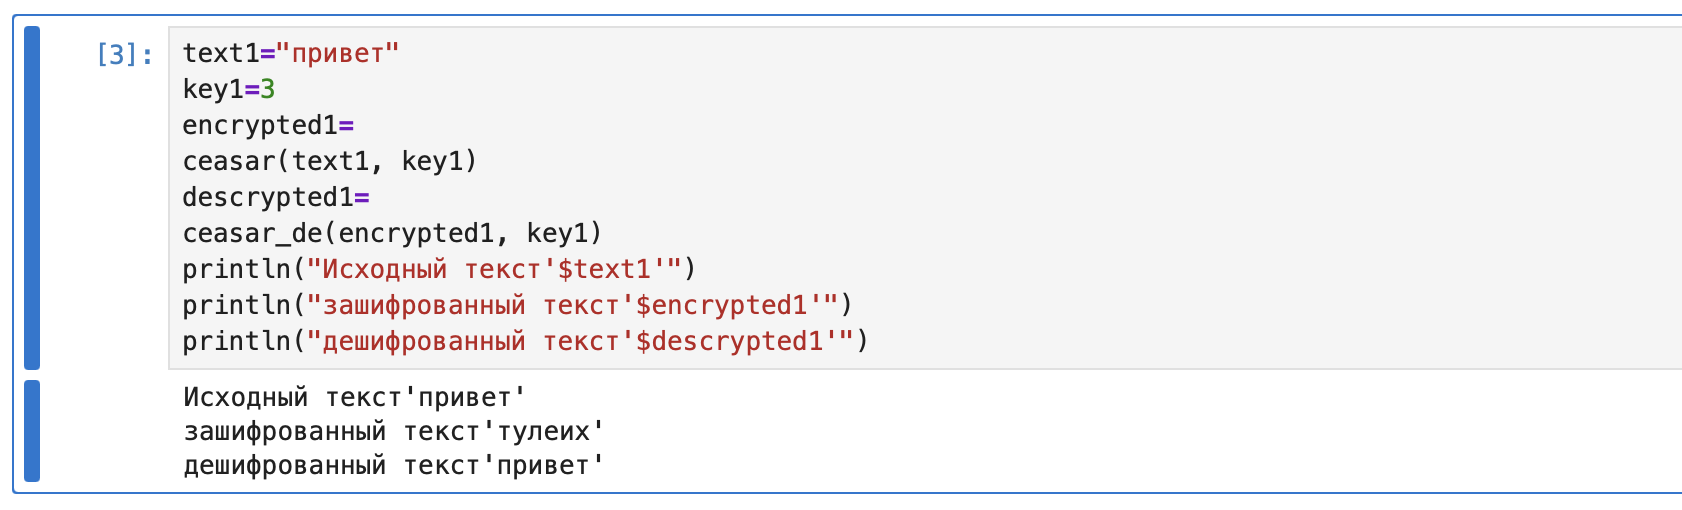 [3]: text1="привет"
key1=3
encrypted1=
ceasar(text1, key1)
descrypted1=
ceasar_de(encrypted1, key1)
println("Исходный текст'$text1'")
println("зашифрованный текст'$encrypted1'")
println("дешифрованный текст'$descrypted1'")
Исходный текст'привет'
зашифрованный текст'тулеих'
дешифрованный текст'привет'